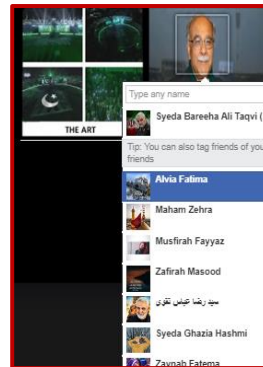 Type any name
Syeda Bareeha Ali Taqvi (
THE ART
Tip: You can also tag friends of you
friends
Alvia Fatima
Maham Zehra
Musfirah Fayyaz
Zafirah Masood
سید رضا عباس نقوی
Syeda Ghazia Hashmi
Zaynab Fatema